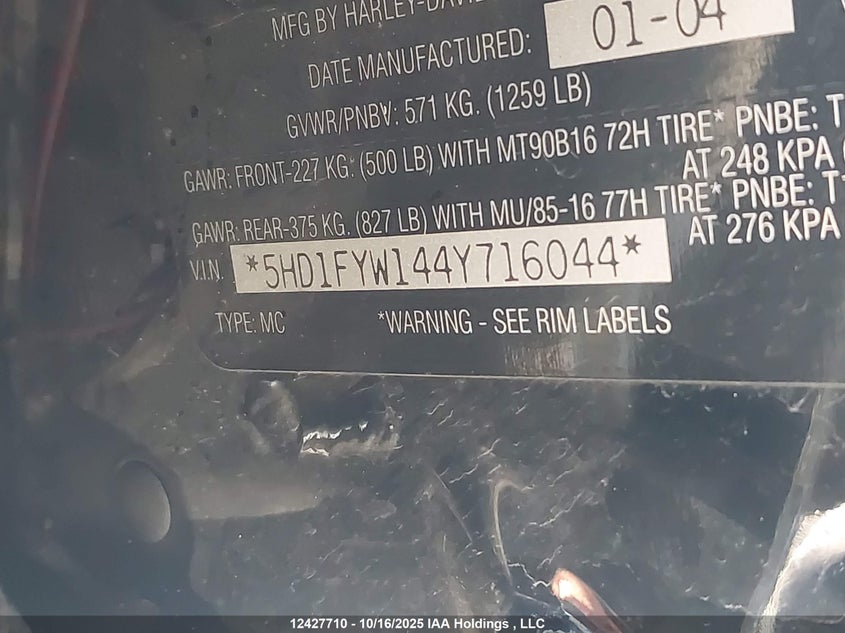 MFG BY HARLEY-DAVI
DATE MANUFACTURED: 01-04
GVWR/PNBV: 571 KG. (1259 LB)
GAWR: FRONT-227 KG. (500 LB) WITH MT90B16 72H TIRE* PNBE: T
AT 248 KPA
GAWR: REAR-375 KG. (827 LB) WITH MU/85-16 77H TIRE* PNBE: T
AT 276 KPA
V.I.N. *5HD1FYW144Y716044*
TYPE: MC *WARNING - SEE RIM LABELS
12427710 - 10/16/2025 IAA Holdings , LLC